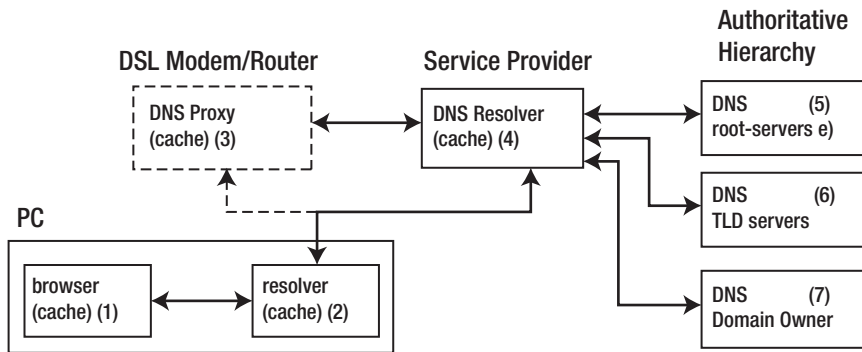 Authoritative
Hierarchy
DSL Modem/Router
Service Provider
DNS Proxy
(cache) (3)
DNS Resolver
(cache) (4)
DNS (5)
root-servers e)
DNS (6)
TLD servers
PC
browser
(cache) (1)
resolver
(cache) (2)
DNS (7)
Domain Owner